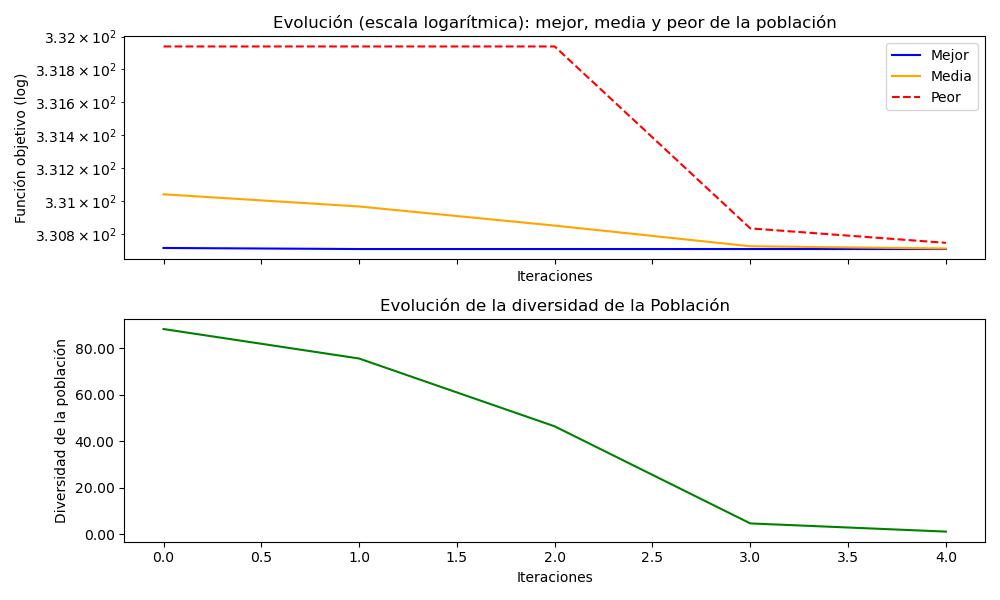 Evolución (escala logarítmica): mejor, media y peor de la población
3.32 × 10²
3.318 × 10²
3.316 × 10²
3.314 × 10²
3.312 × 10²
3.31 × 10²
3.308 × 10²
Función objetivo (log)
Mejor
Media
Peor
Iteraciones
Evolución de la diversidad de la Población
80.00
60.00
40.00
20.00
0.00
Diversidad de la población
0.0 0.5 1.0 1.5 2.0 2.5 3.0 3.5 4.0
Iteraciones